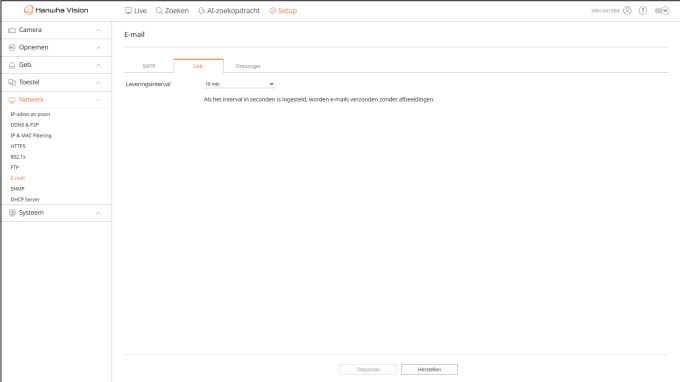 Hanwha Vision
Live Zoeken AI-zoekopdracht Setup
XRN-6410B4
Camera
Opnemen
Geb.
Toestel
Netwerk
IP-adres en poort
DDNS & P2P
IP & MAC Filtering
HTTPS
802.1x
FTP
E-mail
SNMP
DHCP Server
Systeem
E-mail
SMTP Geb. Ontvanger
Leveringsinterval 10 min
Als het interval in seconden is ingesteld, worden e-mails verzonden zonder afbeeldingen.
Toepassen Herstellen